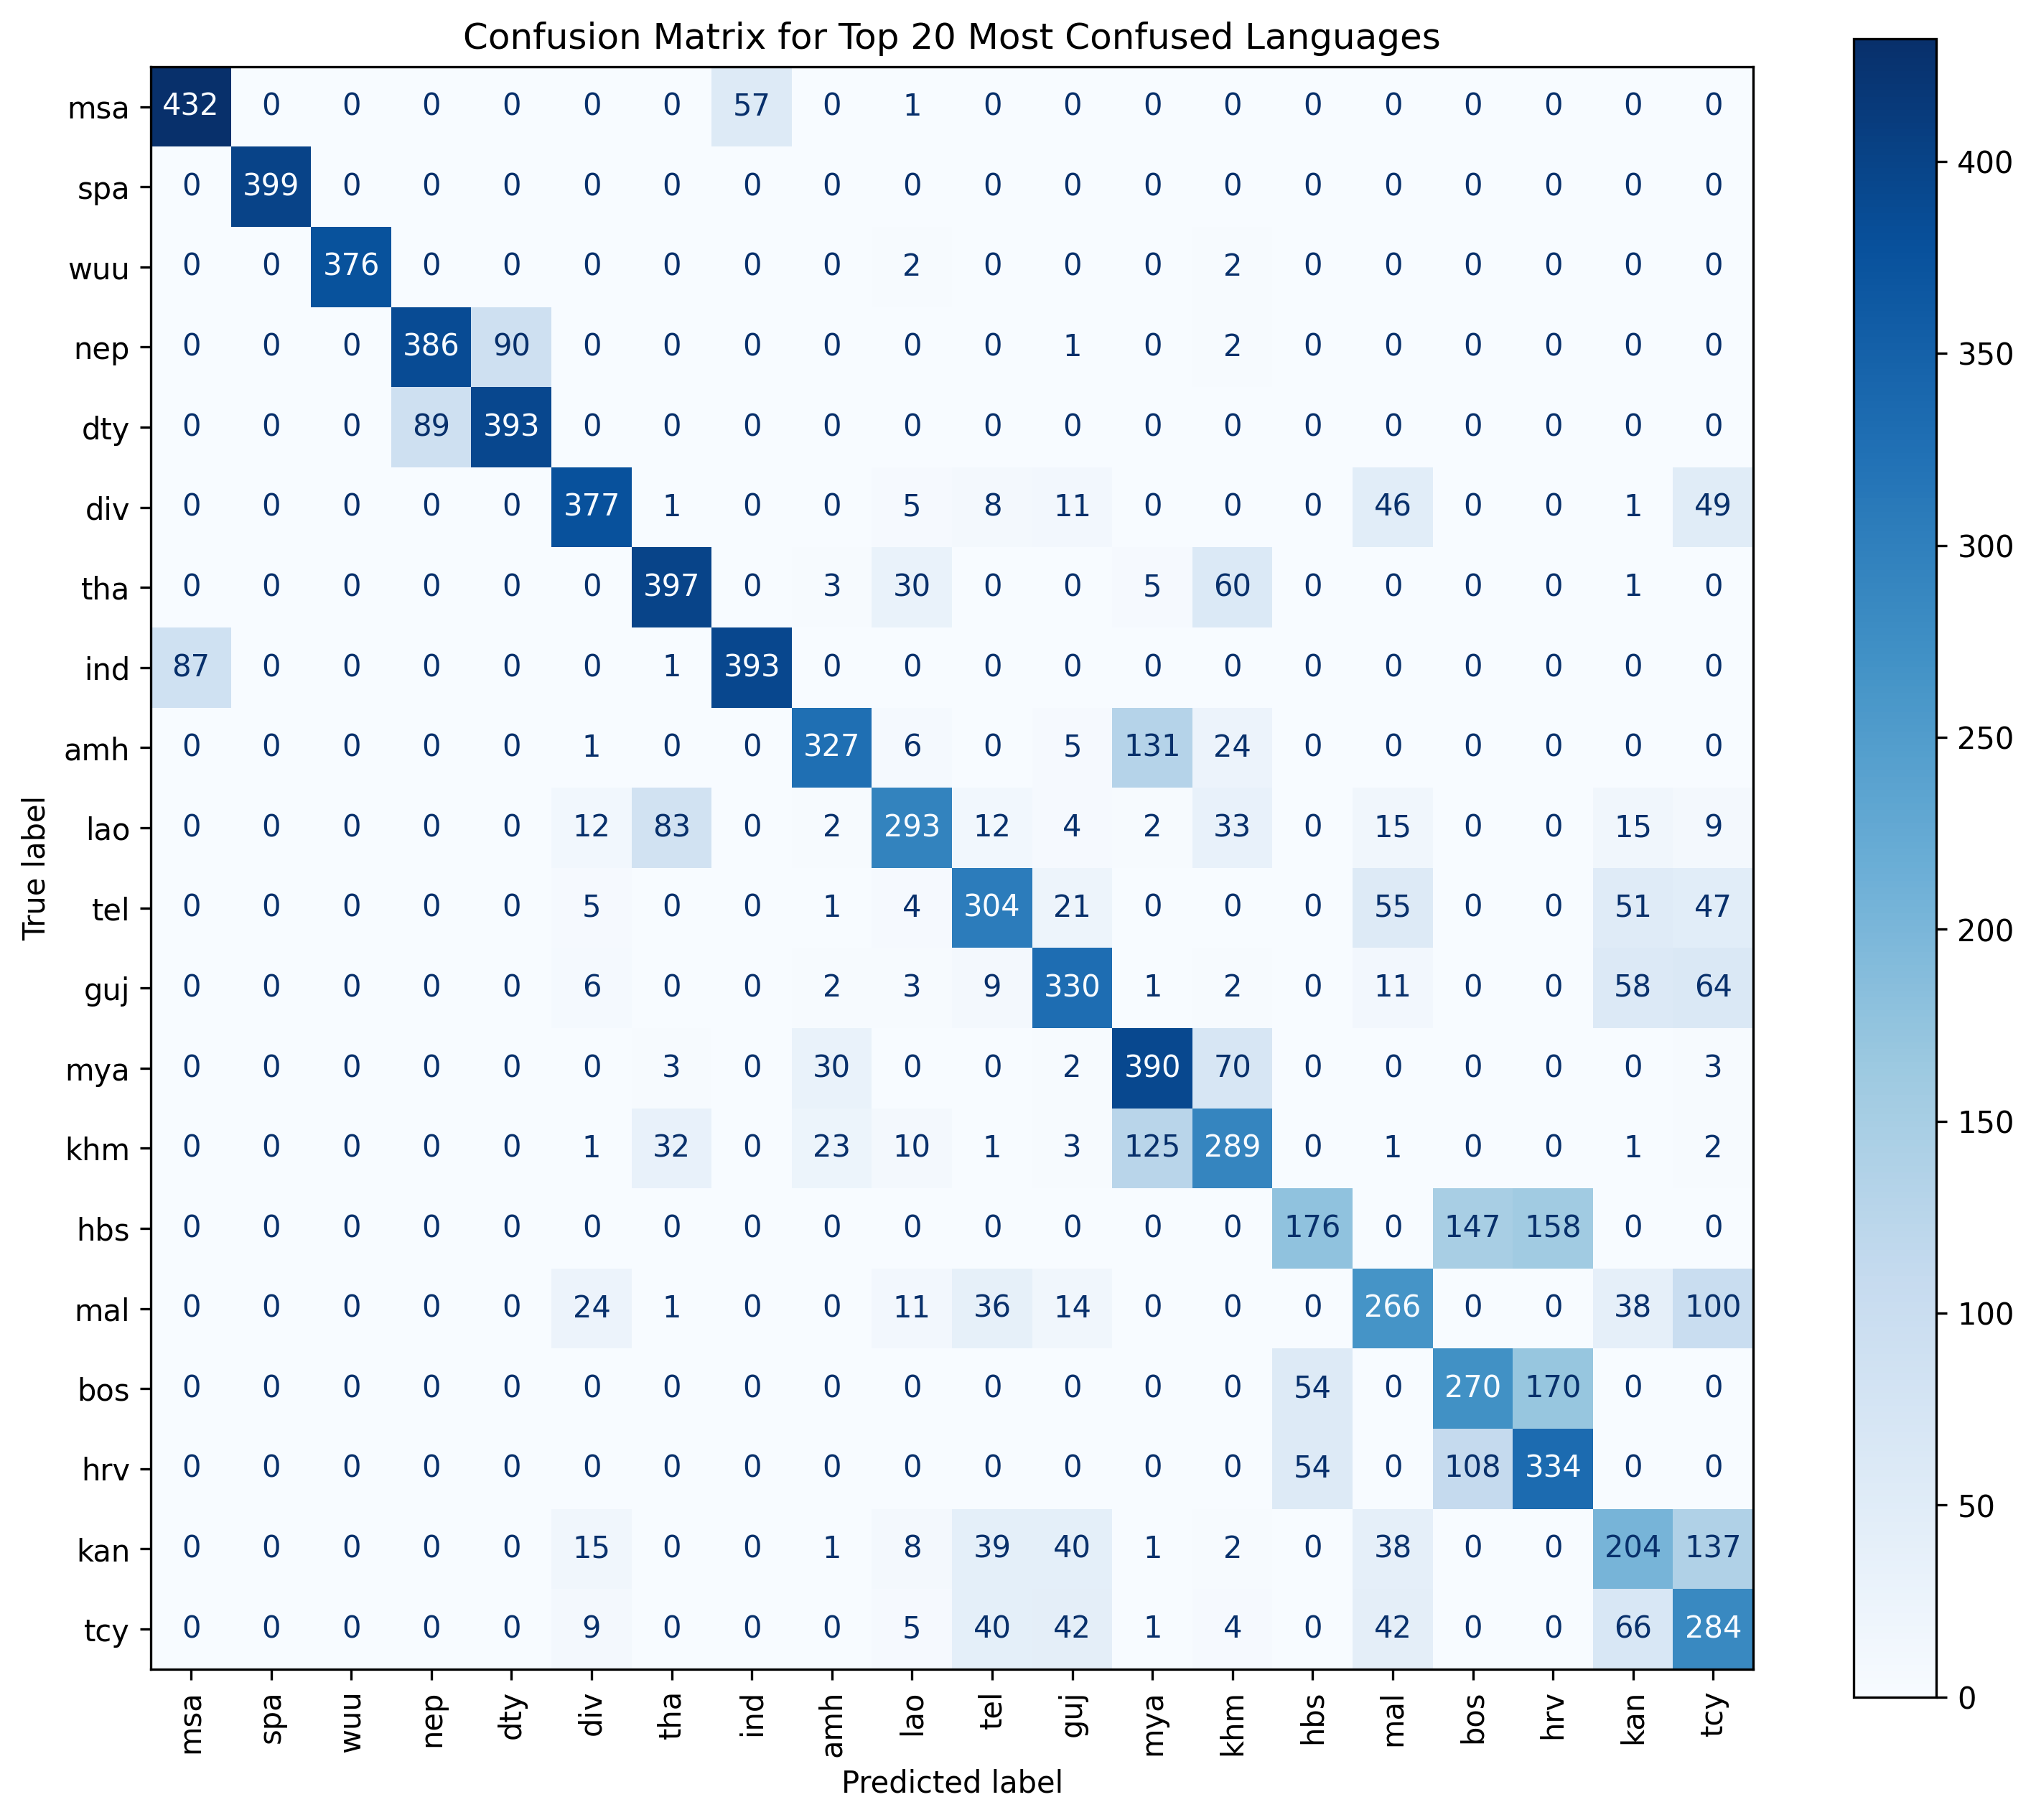 Confusion Matrix for Top 20 Most Confused Languages
msa 432 0 0 0 0 0 0 57 0 1 0 0 0 0 0 0 0 0 0 0
spa 0 399 0 0 0 0 0 0 0 0 0 0 0 0 0 0 0 0 0 0
wuu 0 0 376 0 0 0 0 0 0 2 0 0 0 2 0 0 0 0 0 0
nep 0 0 0 386 90 0 0 0 0 0 0 1 0 2 0 0 0 0 0 0
dty 0 0 0 89 393 0 0 0 0 0 0 0 0 0 0 0 0 0 0 0
div 0 0 0 0 0 377 1 0 0 5 8 11 0 0 0 46 0 0 1 49
tha 0 0 0 0 0 0 397 0 3 30 0 0 5 60 0 0 0 0 1 0
ind 87 0 0 0 0 0 1 393 0 0 0 0 0 0 0 0 0 0 0 0
amh 0 0 0 0 0 1 0 0 327 6 0 5 131 24 0 0 0 0 0 0
lao 0 0 0 0 0 12 83 0 2 293 12 4 2 33 0 15 0 0 15 9
tel 0 0 0 0 0 5 0 0 1 4 304 21 0 0 0 55 0 0 51 47
guj 0 0 0 0 0 6 0 0 2 3 9 330 1 2 0 11 0 0 58 64
mya 0 0 0 0 0 0 3 0 30 0 0 2 390 70 0 0 0 0 0 3
khm 0 0 0 0 0 1 32 0 23 10 1 3 125 289 0 1 0 0 1 2
hbs 0 0 0 0 0 0 0 0 0 0 0 0 0 0 176 0 147 158 0 0
mal 0 0 0 0 0 24 1 0 0 11 36 14 0 0 0 266 0 0 38 100
bos 0 0 0 0 0 0 0 0 0 0 0 0 0 0 54 0 270 170 0 0
hrv 0 0 0 0 0 0 0 0 0 0 0 0 0 0 54 0 108 334 0 0
kan 0 0 0 0 0 15 0 0 1 8 39 40 1 2 0 38 0 0 204 137
tcy 0 0 0 0 0 9 0 0 0 5 40 42 1 4 0 42 0 0 66 284
msa spa wuu nep dty div tha ind amh lao tel guj mya khm hbs mal bos hrv kan tcy
Predicted label
True label
400
350
300
250
200
150
100
50
0